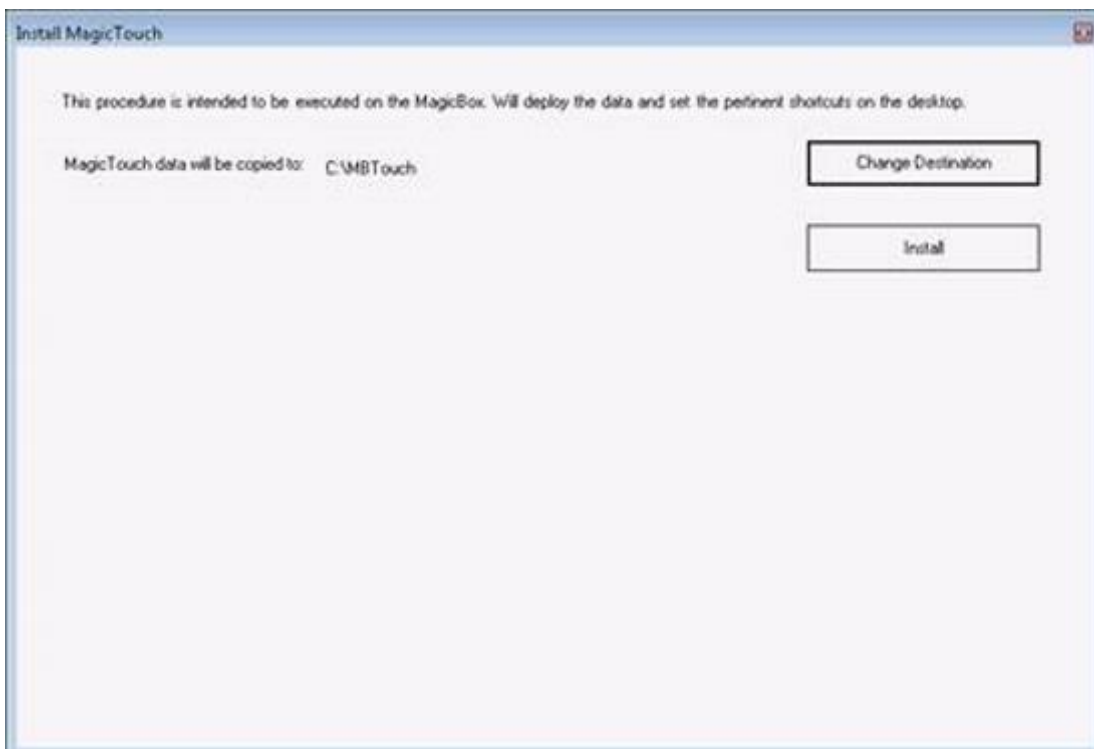 Install MagicTouch
This procedure is intended to be executed on the MagicBox. Will deploy the data and set the pertinent shortcuts on the desktop.
MagicTouch data will be copied to: C:\MBTouch
Change Destination
Install